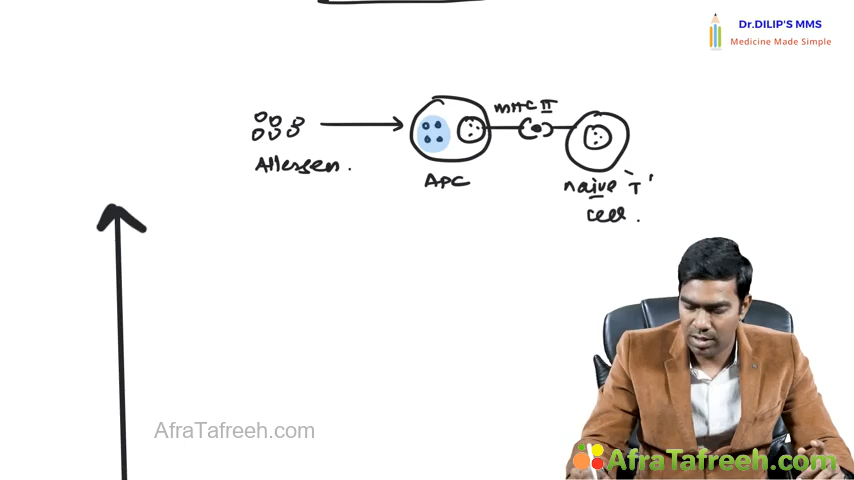 Dr.DILIP'S MMS
Medicine Made Simple
MHC II
Allergen.
APC
naive 'T'
cell.
AfraTafreeh.com
AfraTafreeh.com